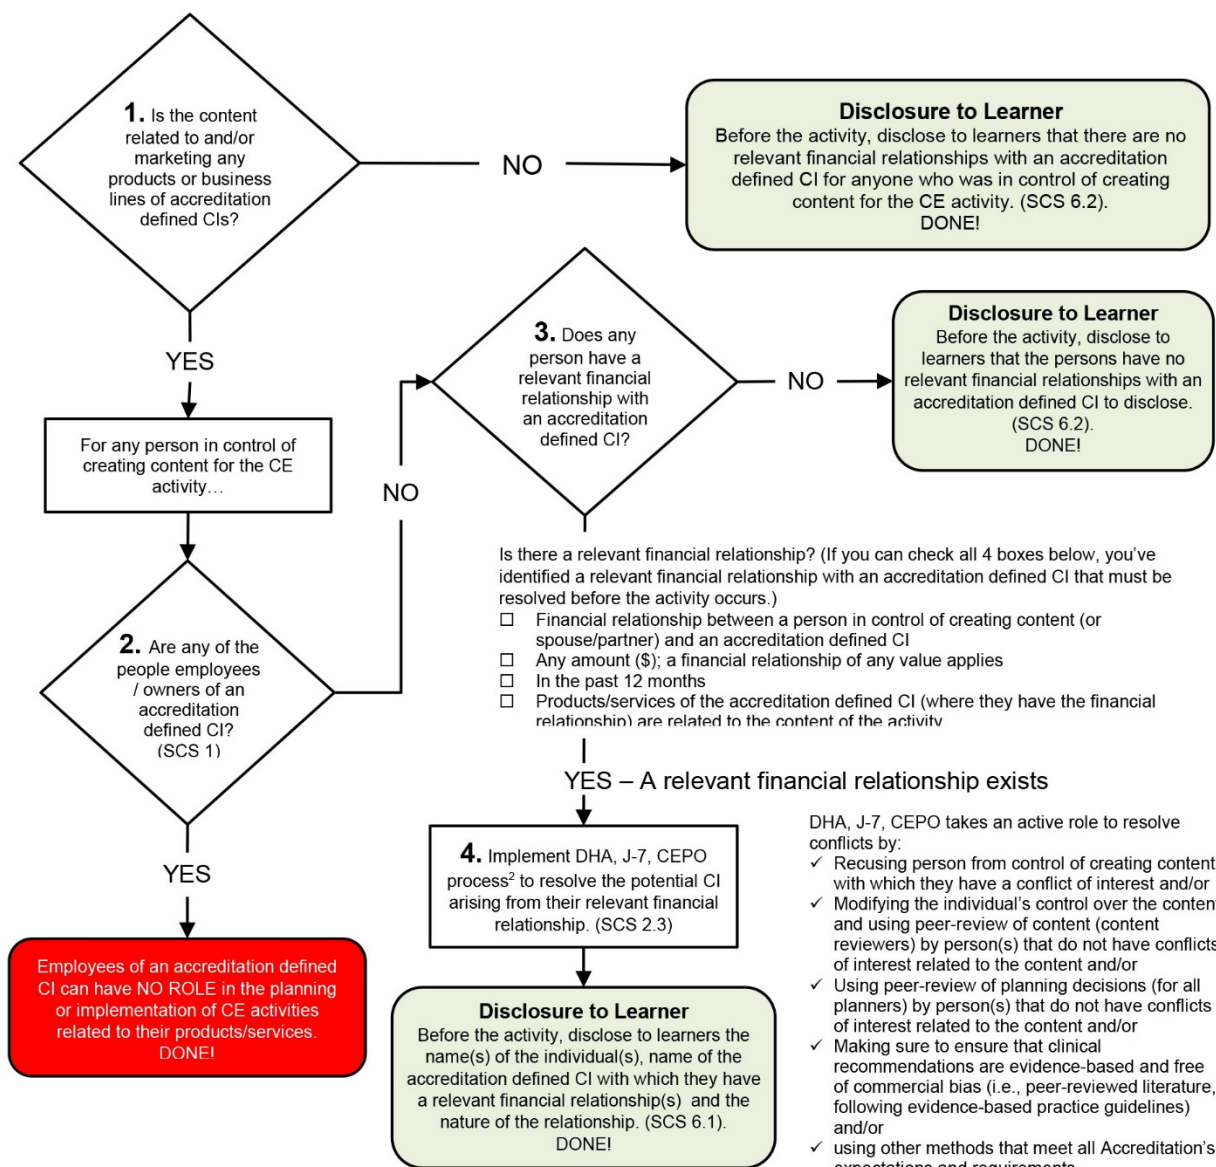 1. Is the content
related to and/or
marketing any
products or business
lines of accreditation
defined CIs?
NO
Disclosure to Learner
Before the activity, disclose to learners that there are no
relevant financial relationships with an accreditation
defined CI for anyone who was in control of creating
content for the CE activity. (SCS 6.2).
DONE!
YES
For any person in control of
creating content for the CE
activity…
2. Are any of the
people employees
/ owners of an
accreditation
defined CI?
(SCS 1)
NO
YES
Employees of an accreditation defined
CI can have NO ROLE in the planning
or implementation of CE activities
related to their products/services.
DONE!
3. Does any
person have a
relevant financial
relationship with
an accreditation
defined CI?
NO
Disclosure to Learner
Before the activity, disclose to
learners that the persons have no
relevant financial relationships with an
accreditation defined CI to disclose.
(SCS 6.2).
DONE!
Is there a relevant financial relationship? (If you can check all 4 boxes below, you've
identified a relevant financial relationship with an accreditation defined CI that must be
resolved before the activity occurs.)
☐ Financial relationship between a person in control of creating content (or
spouse/partner) and an accreditation defined CI
☐ Any amount ($); a financial relationship of any value applies
☐ In the past 12 months
☐ Products/services of the accreditation defined CI (where they have the financial
relationship) are related to the content of the activity
YES – A relevant financial relationship exists
4. Implement DHA, J-7, CEPO
process² to resolve the potential CI
arising from their relevant financial
relationship. (SCS 2.3)
Disclosure to Learner
Before the activity, disclose to learners the
name(s) of the individual(s), name of the
accreditation defined CI with which they have
a relevant financial relationship(s) and the
nature of the relationship. (SCS 6.1).
DONE!
DHA, J-7, CEPO takes an active role to resolve
conflicts by:
✓ Recusing person from control of creating content
with which they have a conflict of interest and/or
✓ Modifying the individual's control over the content
and using peer-review of content (content
reviewers) by person(s) that do not have conflicts
of interest related to the content and/or
✓ Using peer-review of planning decisions (for all
planners) by person(s) that do not have conflicts
of interest related to the content and/or
✓ Making sure to ensure that clinical
recommendations are evidence-based and free
of commercial bias (i.e., peer-reviewed literature,
following evidence-based practice guidelines)
and/or
✓ using other methods that meet all Accreditation's
expectations and requirements